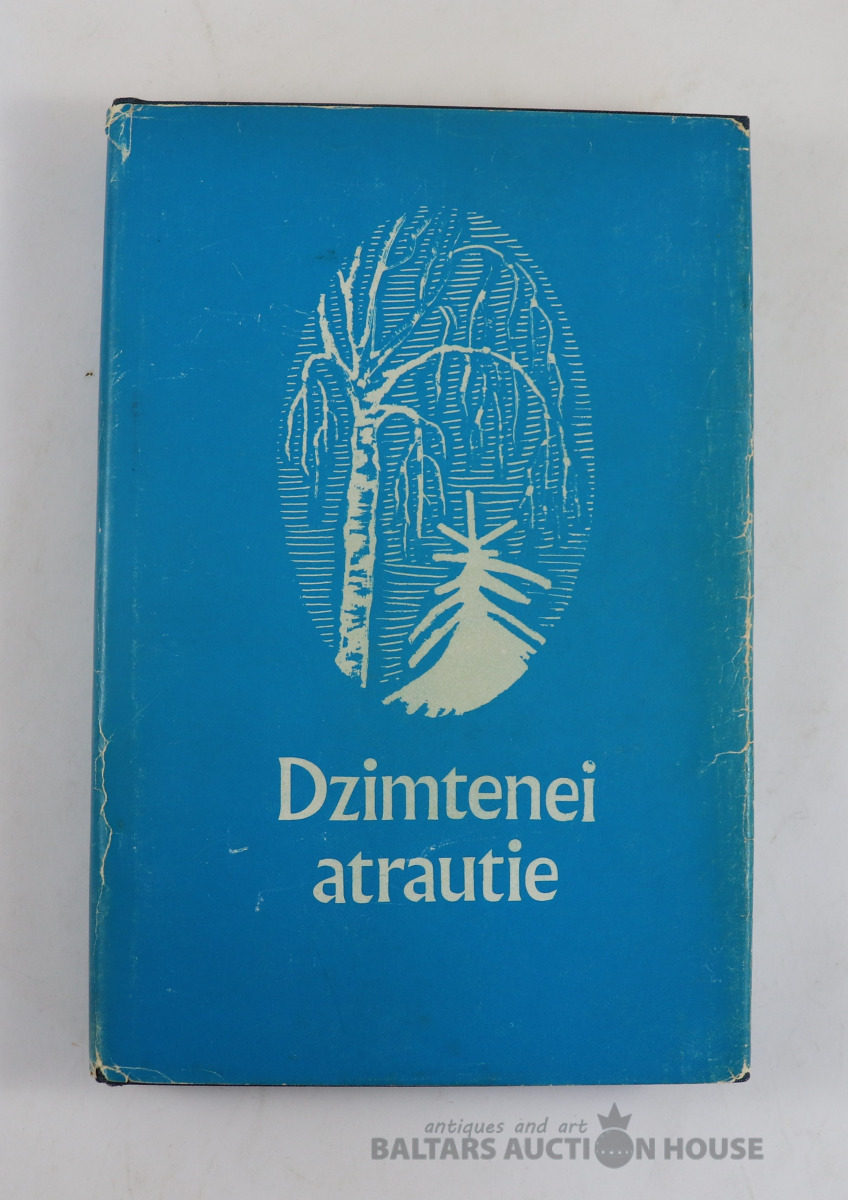 Dzimtenei
atrautie
antiques and art
BALTARS AUCTION HOUSE